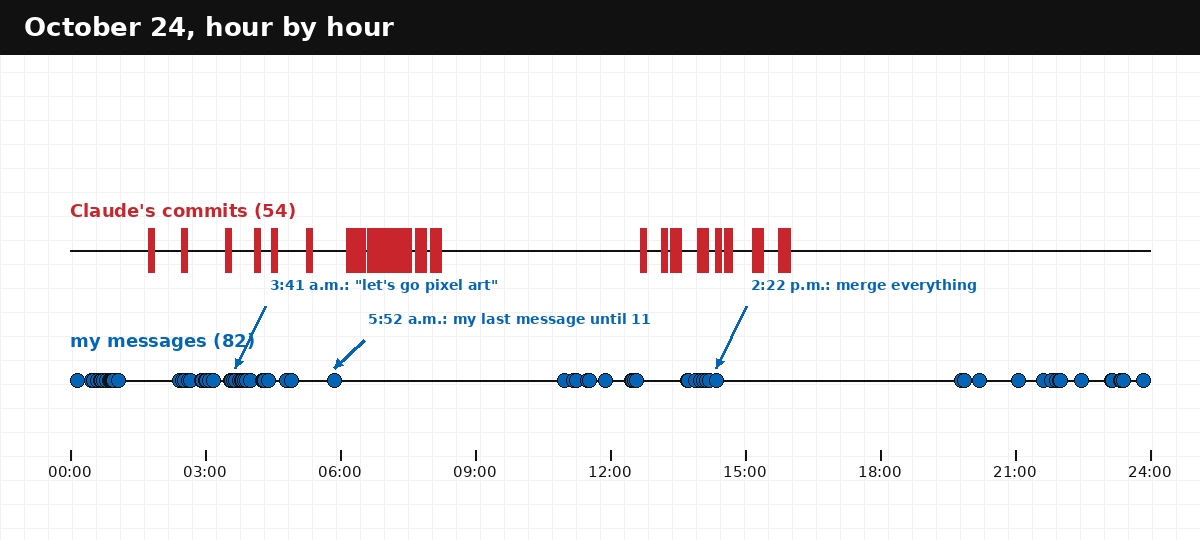 October 24, hour by hour
Claude's commits (54)
3:41 a.m.: "let's go pixel art"
2:22 p.m.: merge everything
5:52 a.m.: my last message until 11
my messages (82)
00:00 03:00 06:00 09:00 12:00 15:00 18:00 21:00 24:00